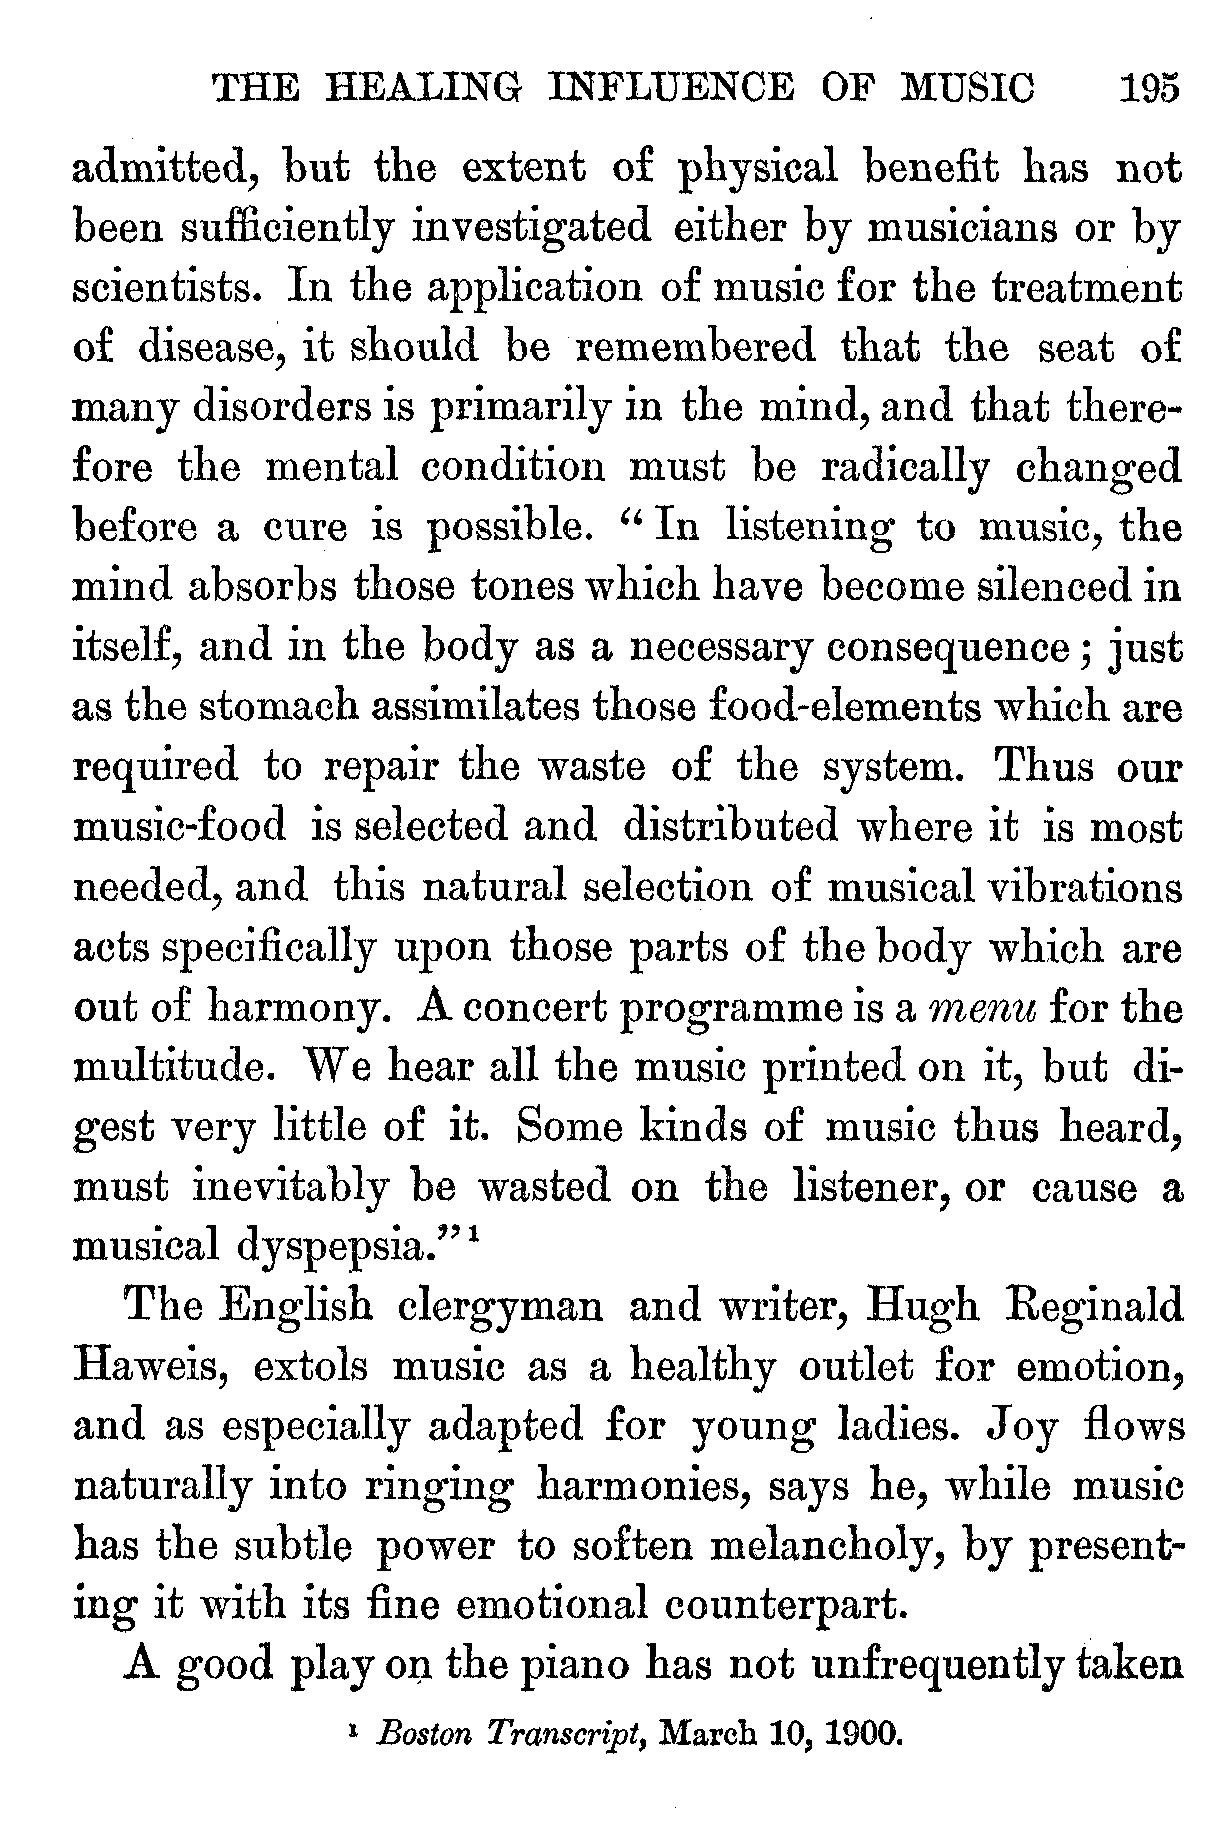 THE HEALING INFLUENCE OF MUSIC 195
admitted, but the extent of physical benefit has not
been sufficiently investigated either by musicians or by
scientists. In the application of music for the treatment
of disease, it should be remembered that the seat of
many disorders is primarily in the mind, and that there-
fore the mental condition must be radically changed
before a cure is possible. “In listening to music, the
mind absorbs those tones which have become silenced in
itself, and in the body as a necessary consequence; just
as the stomach assimilates those food-elements which are
required to repair the waste of the system. Thus our
music-food is selected and distributed where it is most
needed, and this natural selection of musical vibrations
acts specifically upon those parts of the body which are
out of harmony. A concert programme is a menu for the
multitude. We hear all the music printed on it, but di-
gest very little of it. Some kinds of music thus heard,
must inevitably be wasted on the listener, or cause a
musical dyspepsia.”¹
The English clergyman and writer, Hugh Reginald
Haweis, extols music as a healthy outlet for emotion,
and as especially adapted for young ladies. Joy flows
naturally into ringing harmonies, says he, while music
has the subtle power to soften melancholy, by present-
ing it with its fine emotional counterpart.
A good play on the piano has not unfrequently taken
¹ Boston Transcript, March 10, 1900.